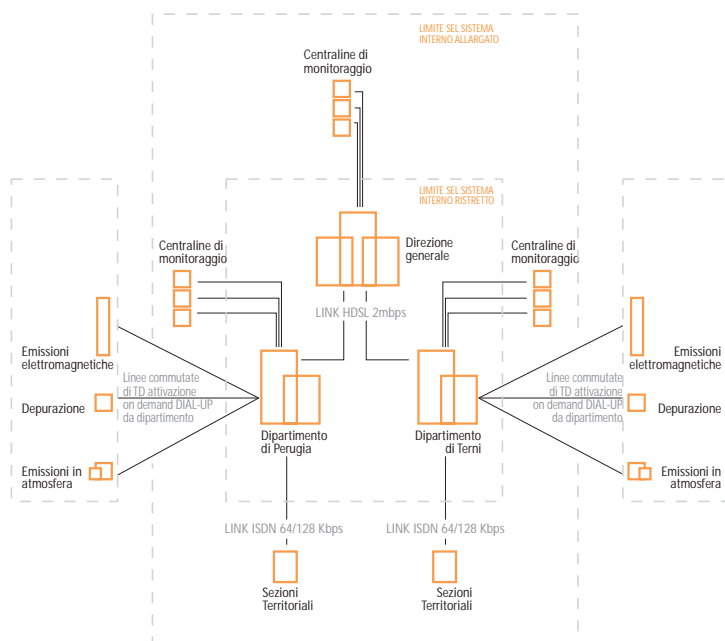 LIMITE SEL SISTEMA
INTERNO ALLARGATO
Centraline di
monitoraggio
LIMITE SEL SISTEMA
INTERNO RISTRETTO
Direzione
generale
Centraline di
monitoraggio
Centraline di
monitoraggio
LINK HDSL 2mbps
Emissioni
elettromagnetiche
Linee commutate
di TD attivazione
on demand DIAL-UP
da dipartimento
Depurazione
Emissioni in
atmosfera
Dipartimento
di Perugia
Dipartimento
di Terni
Emissioni
elettromagnetiche
Linee commutate
di TD attivazione
on demand DIAL-UP
da dipartimento
Depurazione
Emissioni in
atmosfera
LINK ISDN 64/128 Kbps
LINK ISDN 64/128 Kbps
Sezioni
Territoriali
Sezioni
Territoriali